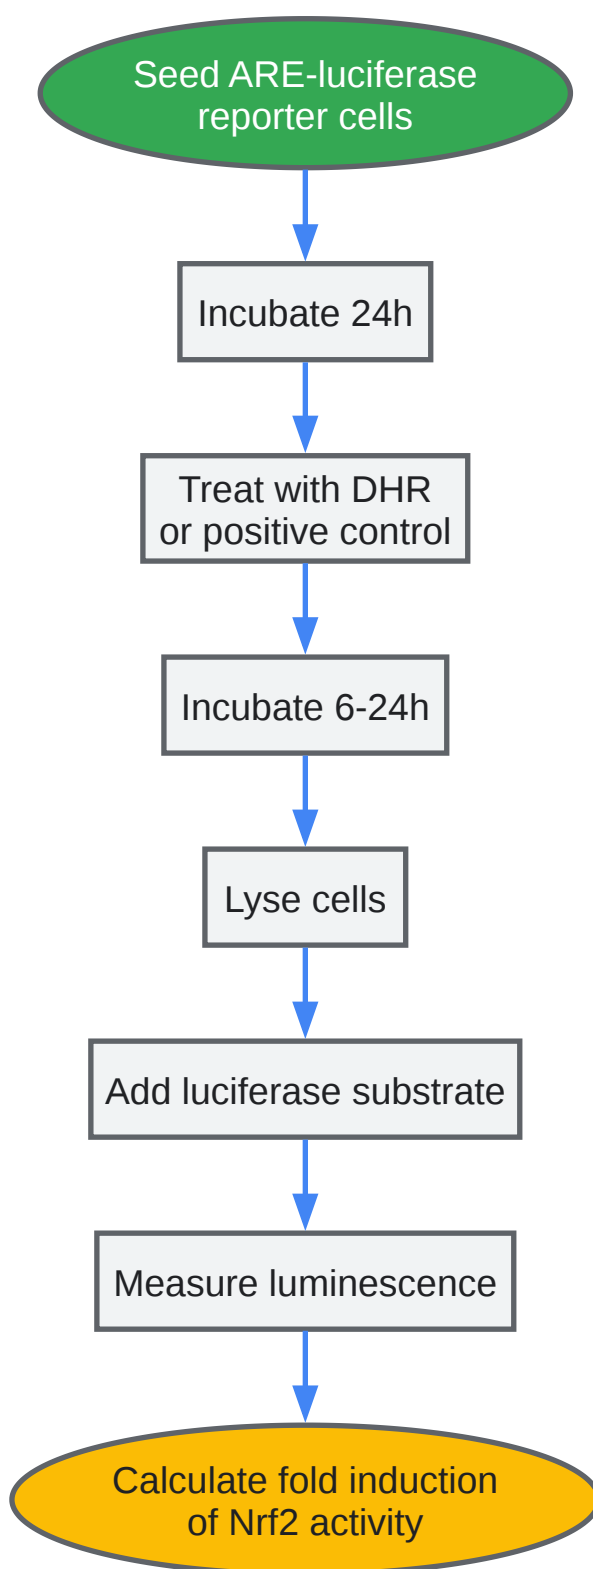 Seed ARE-luciferase
reporter cells
Incubate 24h
Treat with DHR
or positive control
Incubate 6-24h
Lyse cells
Add luciferase substrate
Measure luminescence
Calculate fold induction
of Nrf2 activity